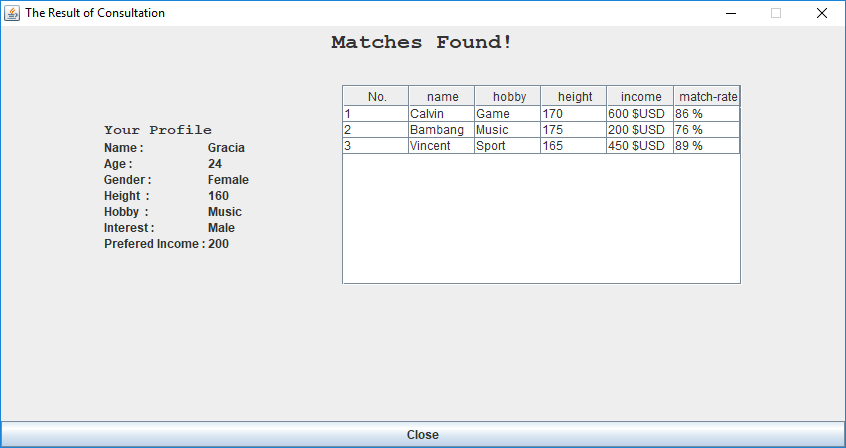 The Result of Consultation
Matches Found!
Your Profile
Name : Gracia
Age : 24
Gender : Female
Height : 160
Hobby : Music
Interest : Male
Prefered Income : 200
No. name hobby height income match-rate
1 Calvin Game 170 600 $USD 86 %
2 Bambang Music 175 200 $USD 76 %
3 Vincent Sport 165 450 $USD 89 %
Close